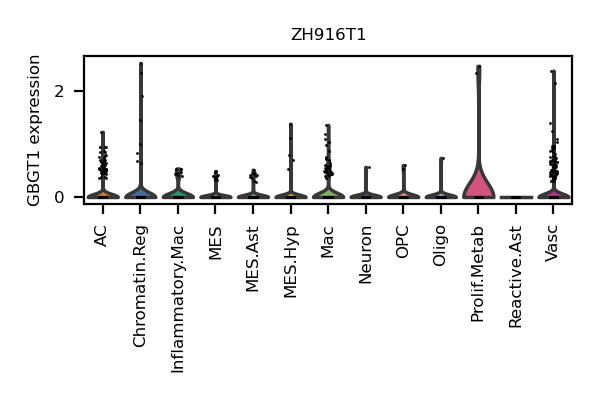 ZH916T1
GBGT1 expression
2
0
AC
Chromatin.Reg
Inflammatory.Mac
MES
MES.Ast
MES.Hyp
Mac
Neuron
OPC
Oligo
Prolif.Metab
Reactive.Ast
Vasc